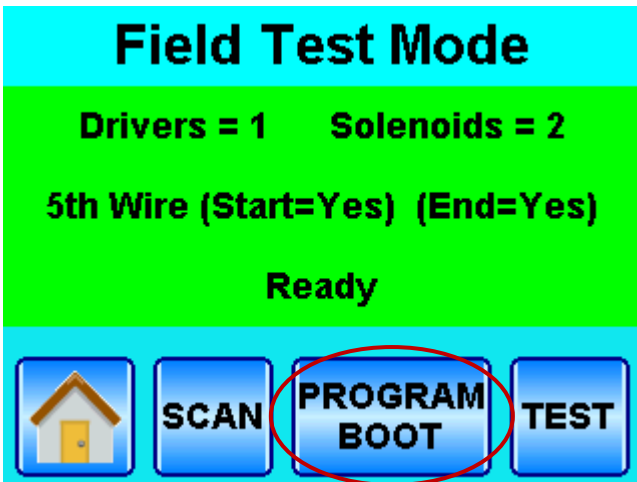 Field Test Mode
Drivers = 1 Solenoids = 2
5th Wire (Start=Yes) (End=Yes)
Ready
SCAN
PROGRAM
BOOT
TEST